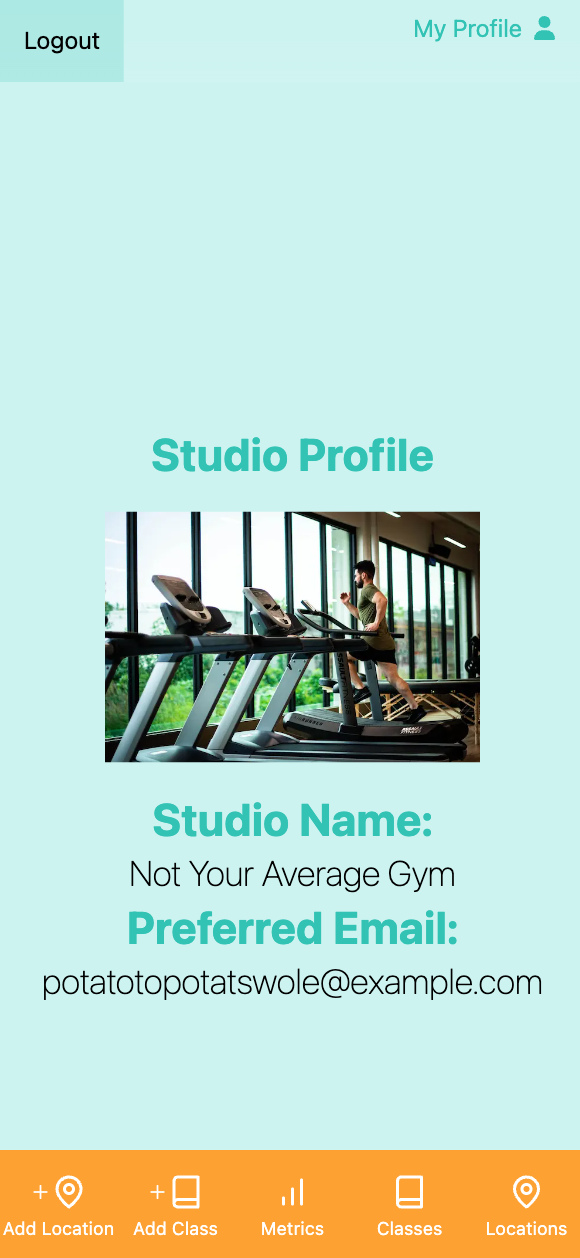 Logout
My Profile
Studio Profile
Studio Name:
Not Your Average Gym
Preferred Email:
potatotopotatswole@example.com
Add Location
Add Class
Metrics
Classes
Locations